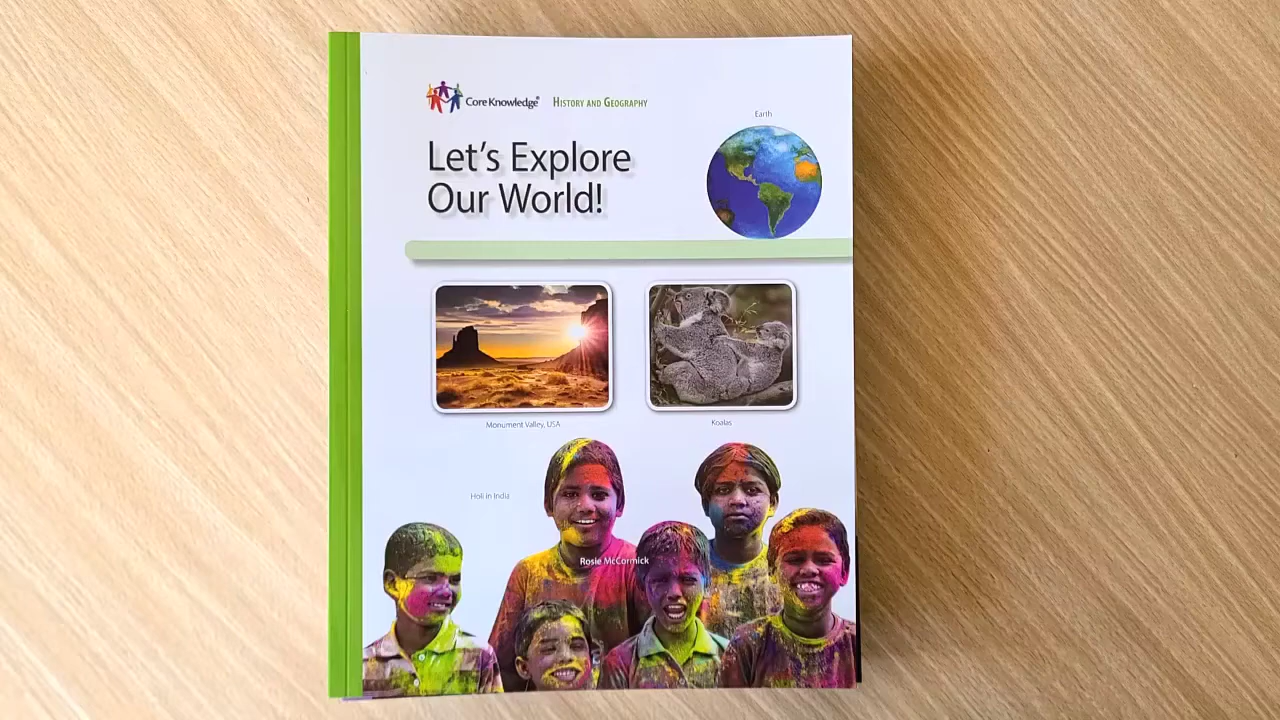 Core Knowledge® HISTORY AND GEOGRAPHY
Earth
Let's Explore
Our World!
Monument Valley, USA
Koalas
Holi in India
Rosie McCormick